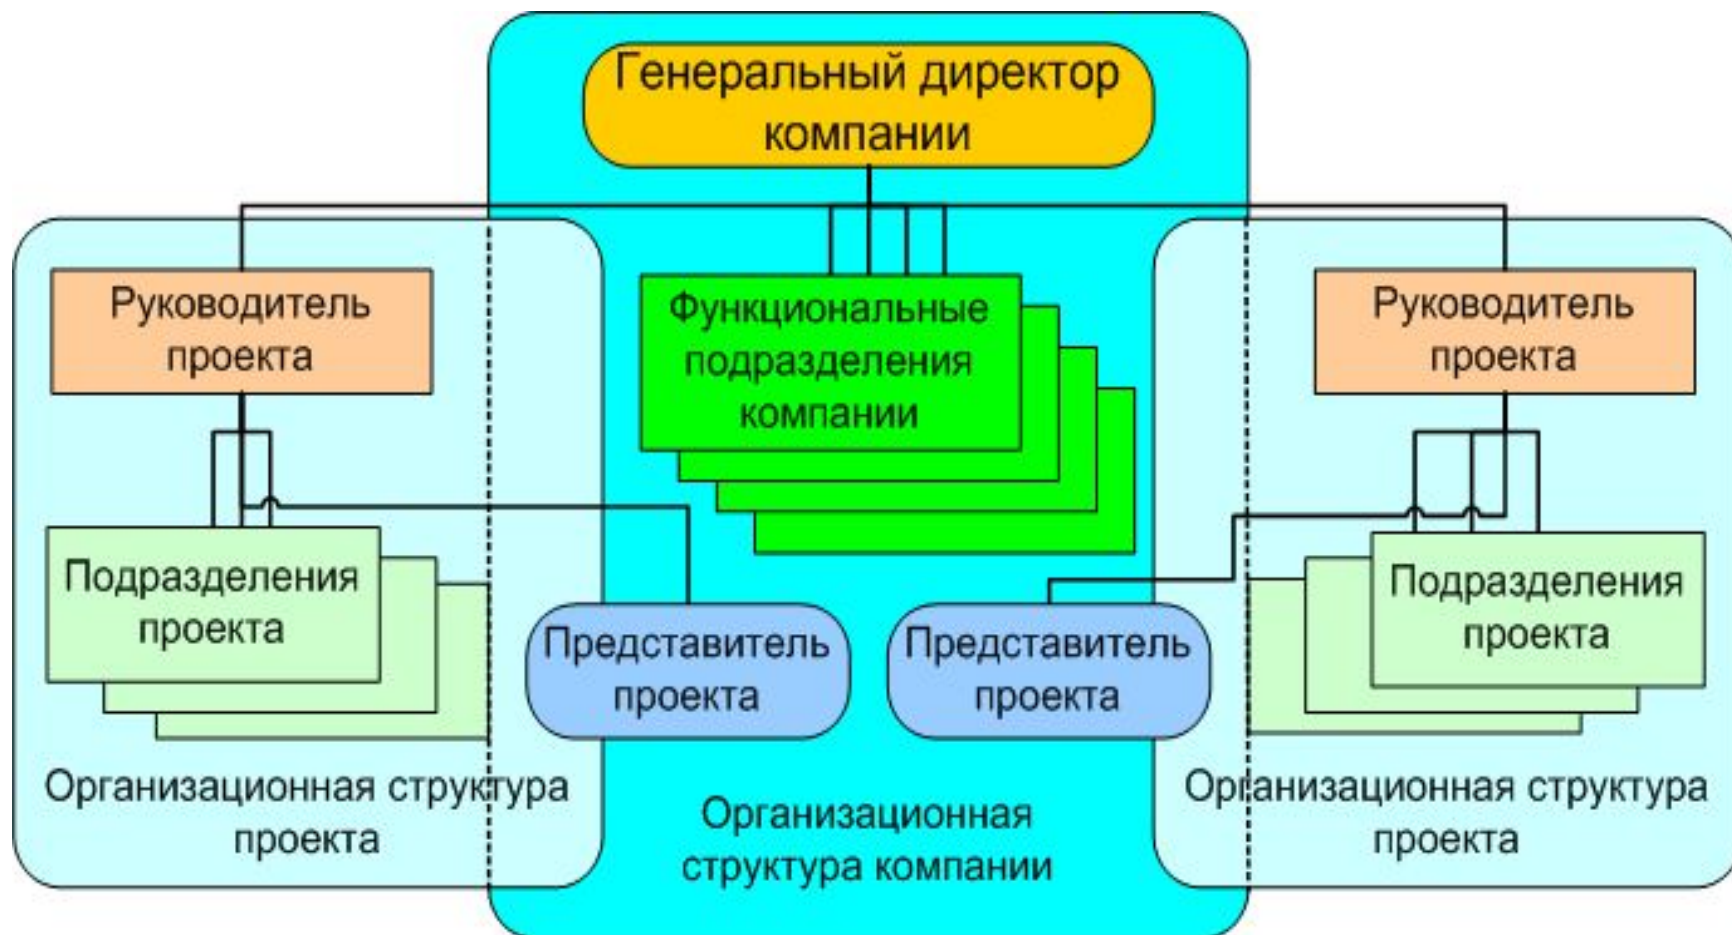 Генеральный директор
компании
Руководитель
проекта
Функциональные
подразделения
компании
Руководитель
проекта
Подразделения
проекта
Представитель
проекта
Представитель
проекта
Подразделения
проекта
Организационная структура
проекта
Организационная
структура компании
Организационная структура
проекта